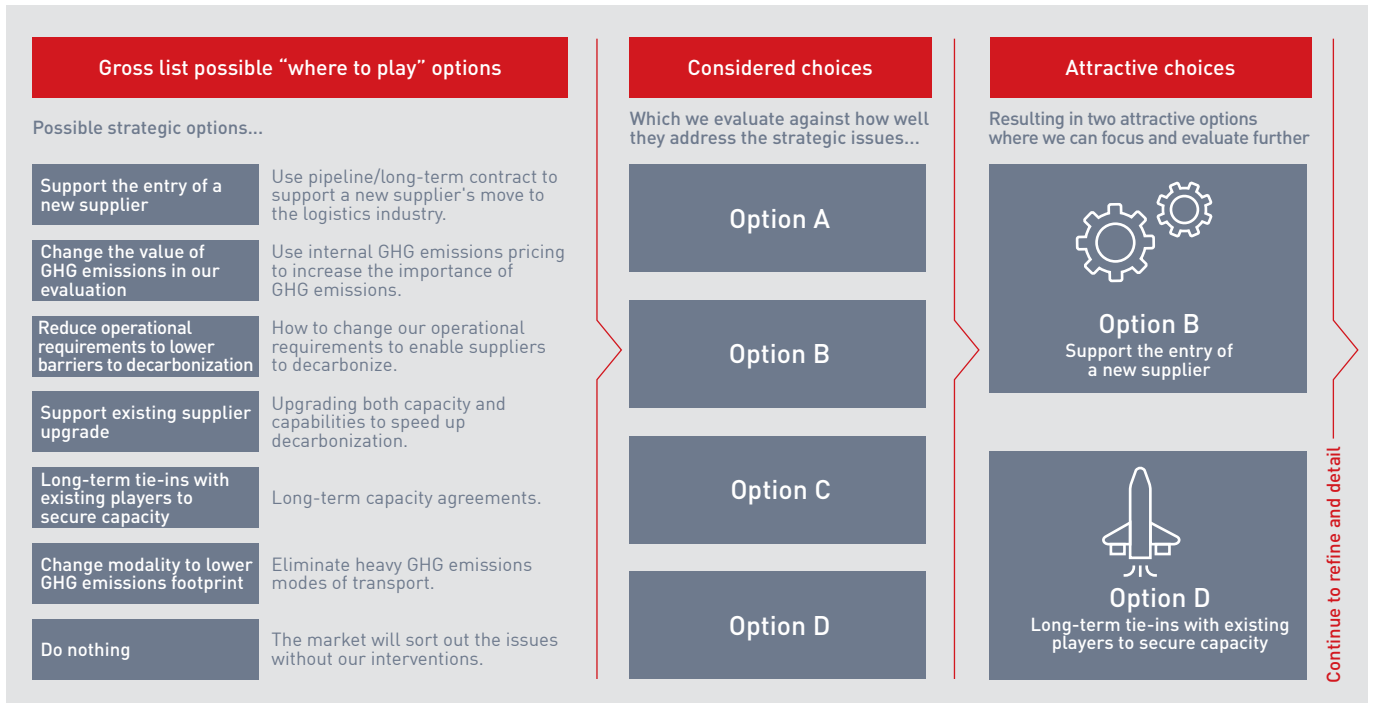 Gross list possible “where to play” options
Possible strategic options...
Support the entry of a
new supplier
Use pipeline/long-term contract to
support a new supplier's move to
the logistics industry.
Change the value of
GHG emissions in our
evaluation
Use internal GHG emissions pricing
to increase the importance of
GHG emissions.
Reduce operational
requirements to lower
barriers to decarbonization
How to change our operational
requirements to enable suppliers
to decarbonize.
Support existing supplier
upgrade
Upgrading both capacity and
capabilities to speed up
decarbonization.
Long-term tie-ins with
existing players to
secure capacity
Long-term capacity agreements.
Change modality to lower
GHG emissions footprint
Eliminate heavy GHG emissions
modes of transport.
Do nothing
The market will sort out the issues
without our interventions.
Considered choices
Which we evaluate against how well
they address the strategic issues...
Option A
Option B
Option C
Option D
Attractive choices
Resulting in two attractive options
where we can focus and evaluate further
Option B
Support the entry of
a new supplier
Option D
Long-term tie-ins with existing
players to secure capacity
Continue to refine and detail